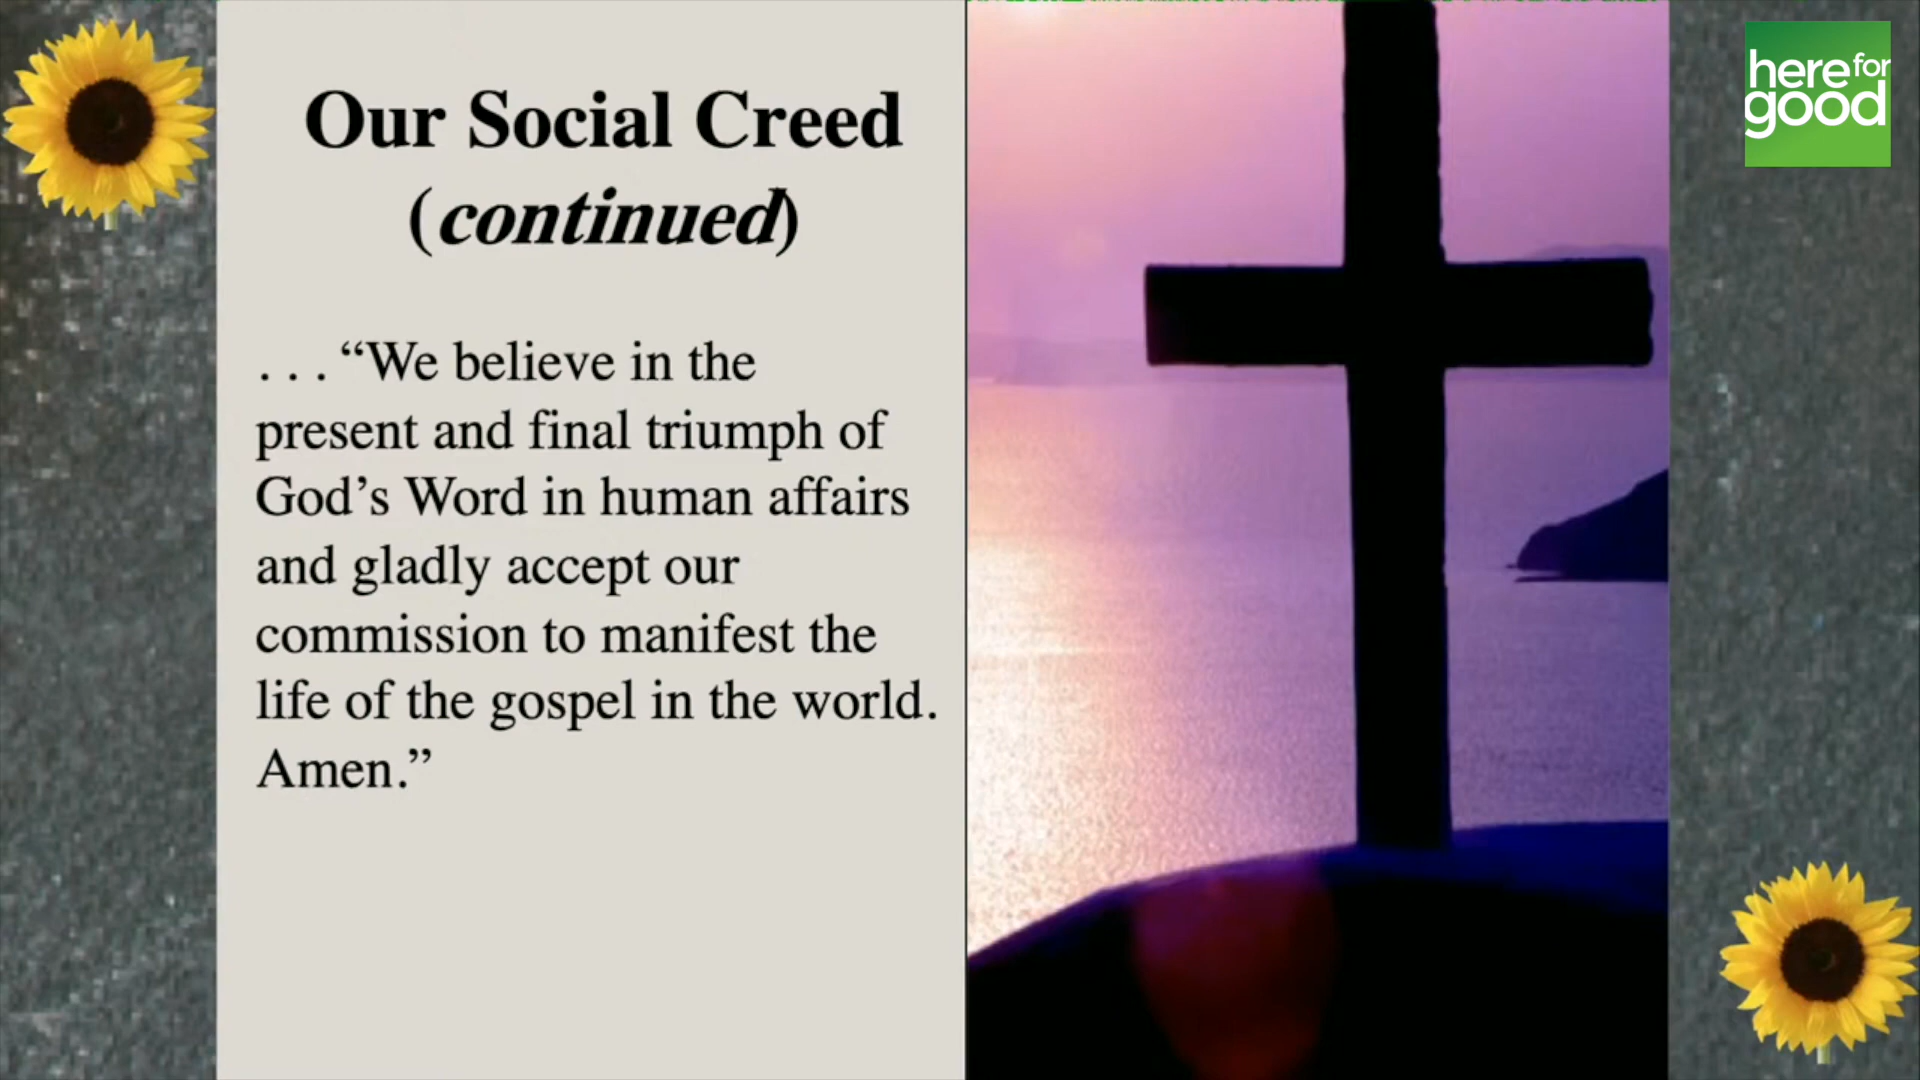 Our Social Creed
(continued)
. . . “We believe in the
present and final triumph of
God’s Word in human affairs
and gladly accept our
commission to manifest the
life of the gospel in the world.
Amen.”
here for
good